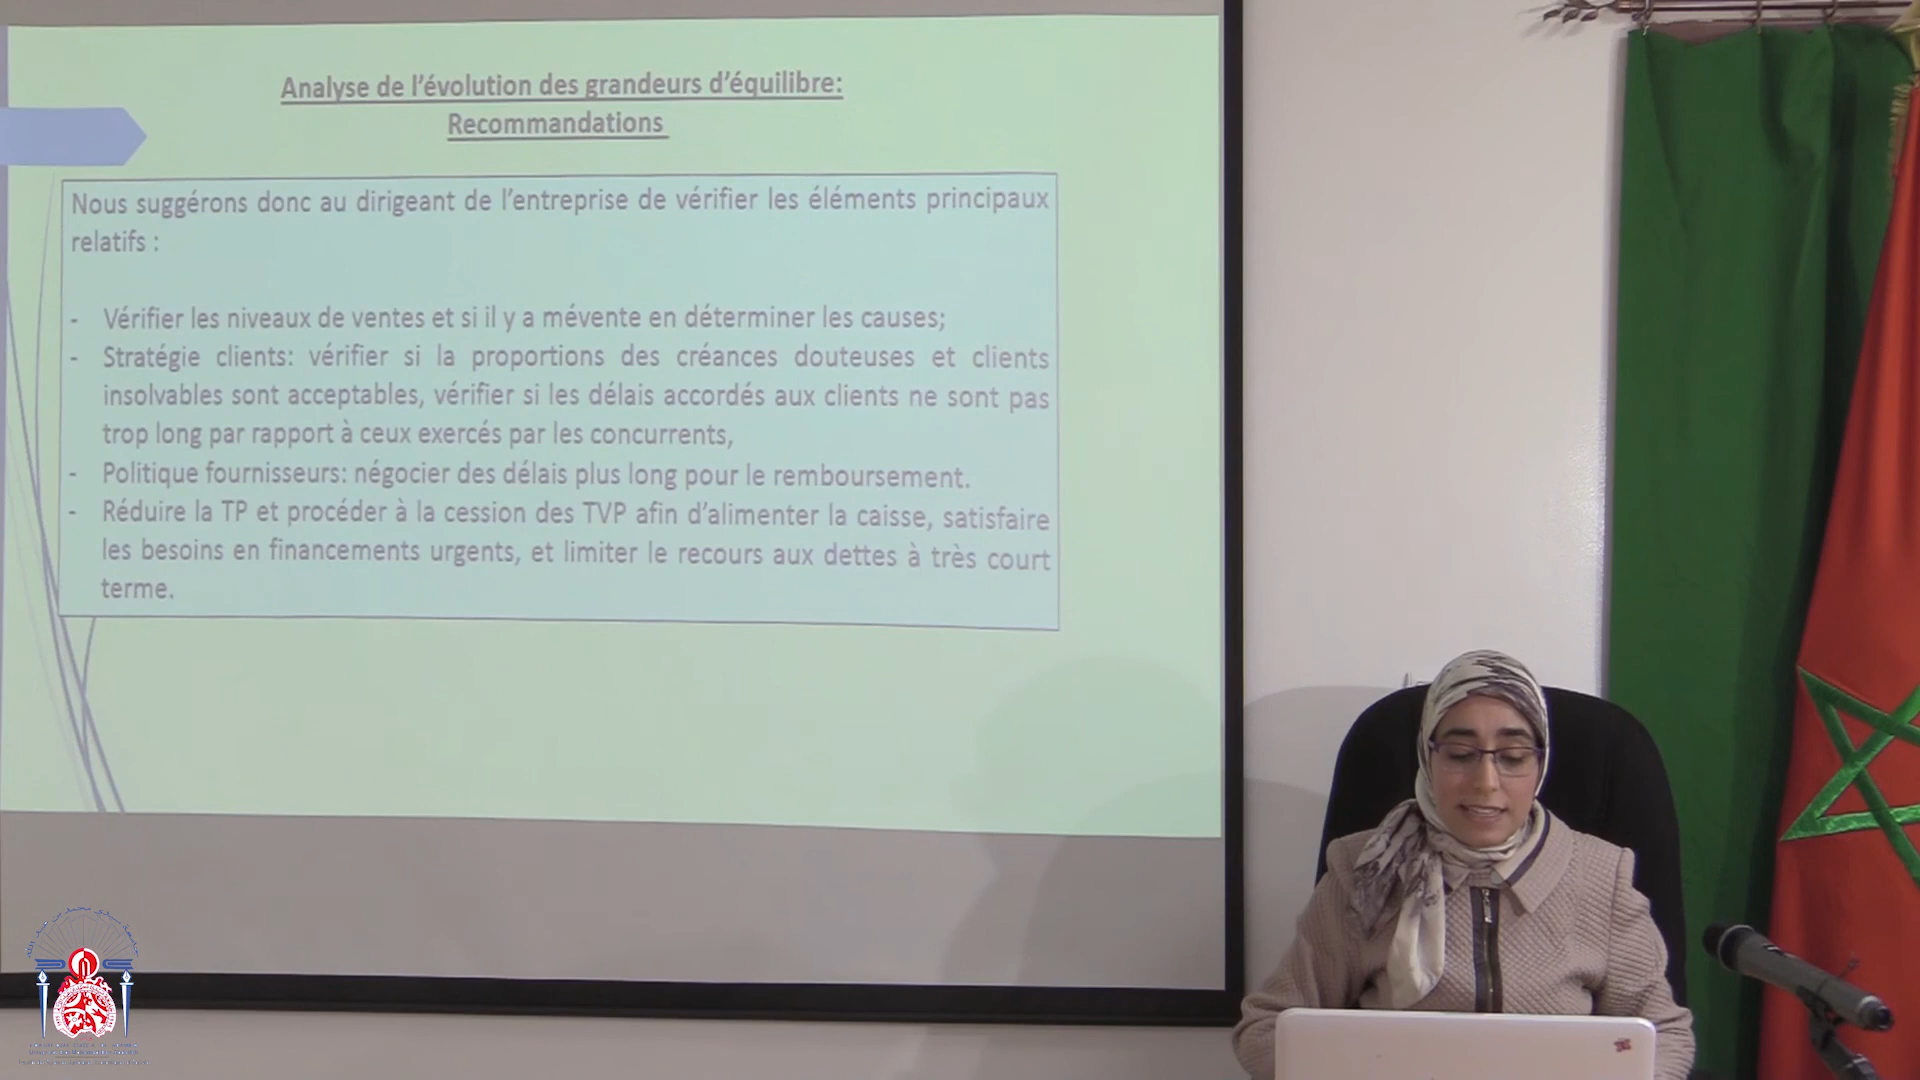 Analyse de l'évolution des grandeurs d'équilibre:
Recommandations
Nous suggérons donc au dirigeant de l'entreprise de vérifier les éléments principaux
relatifs :
- Vérifier les niveaux de ventes et si il y a mévente en déterminer les causes;
- Stratégie clients: vérifier si la proportions des créances douteuses et clients
insolvables sont acceptables, vérifier si les délais accordés aux clients ne sont pas
trop long par rapport à ceux exercés par les concurrents,
- Politique fournisseurs: négocier des délais plus long pour le remboursement.
- Réduire la TP et procéder à la cession des TVP afin d'alimenter la caisse, satisfaire
les besoins en financements urgents, et limiter le recours aux dettes à très court
terme.